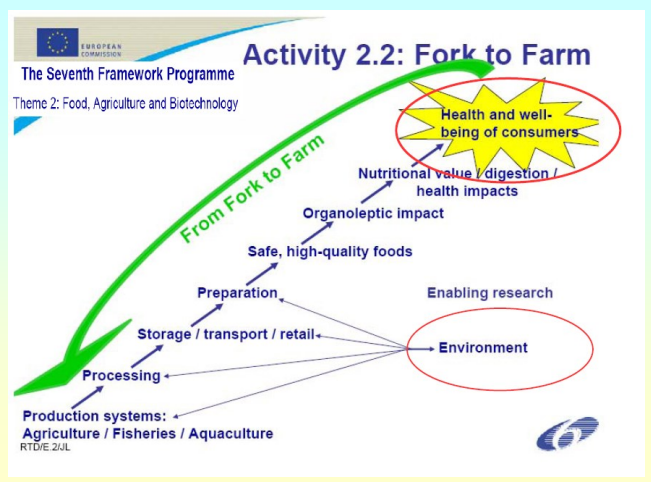 EUROPEAN
COMMISSION
Activity 2.2: Fork to Farm
The Seventh Framework Programme
Theme 2: Food, Agriculture and Biotechnology
Health and well-
being of consumers
From Fork to Farm
Nutritional value / digestion /
health impacts
Organoleptic impact
Safe, high-quality foods
Preparation
Enabling research
Storage / transport / retail
Environment
Processing
Production systems:
Agriculture / Fisheries / Aquaculture
RTD/E.2/JL
6